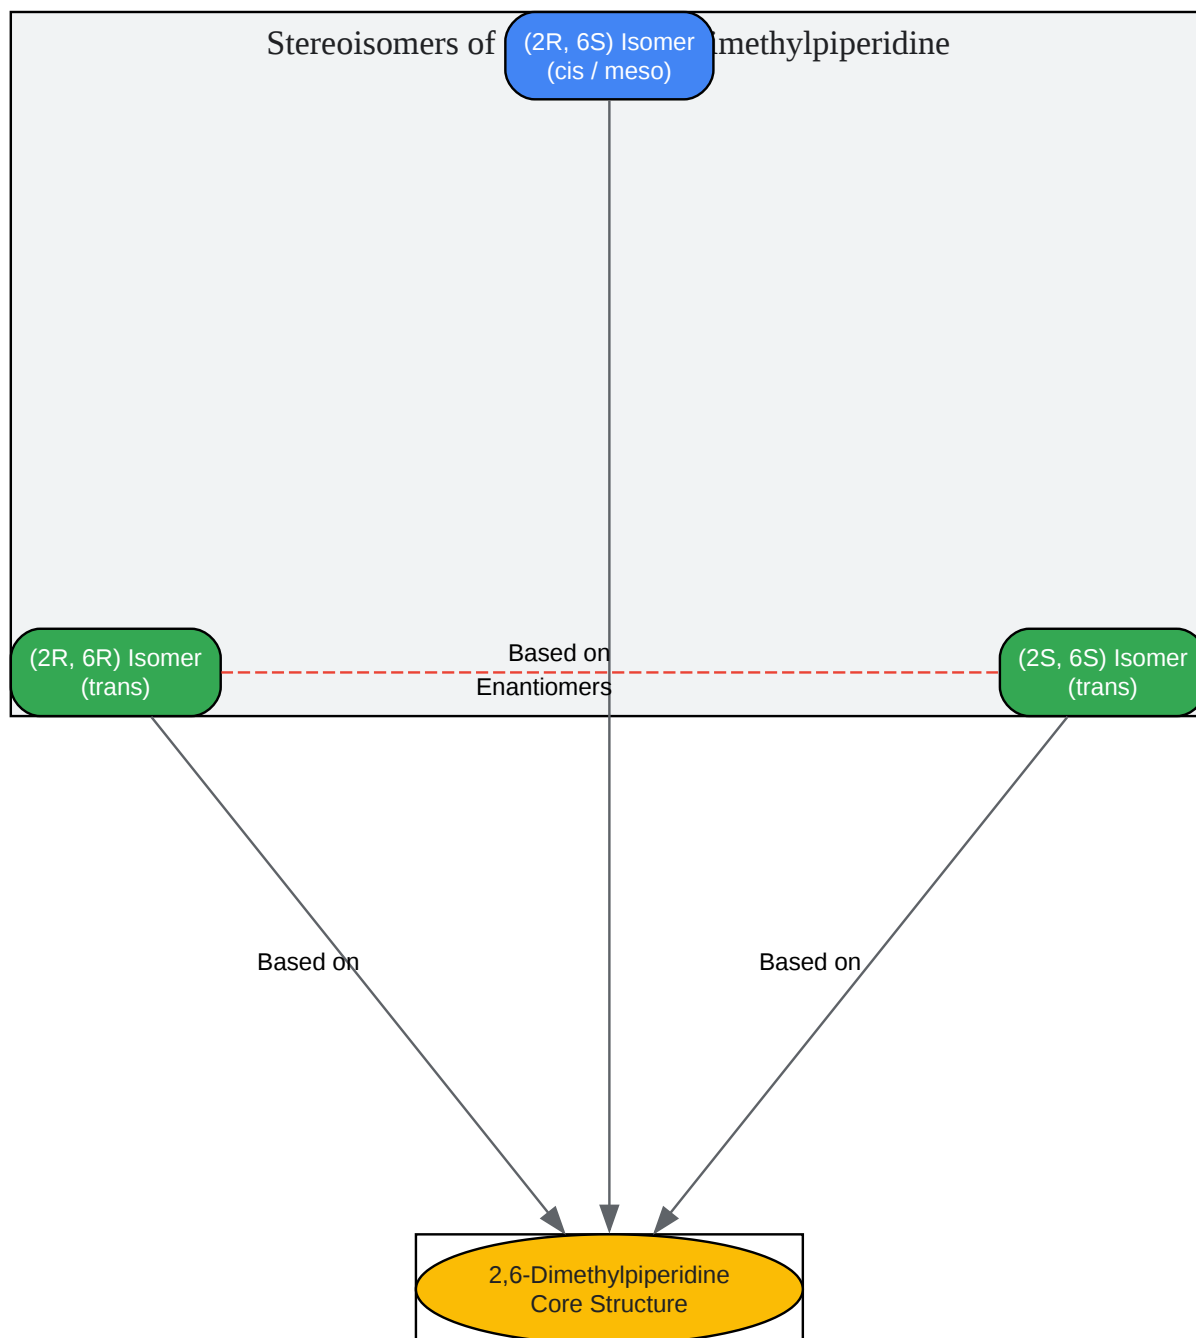 Stereoisomers of imethylpiperidine
(2R, 6S) Isomer
(cis / meso)
(2R, 6R) Isomer
(trans)
Based on
Enantiomers
(2S, 6S) Isomer
(trans)
Based on
Based on
2,6-Dimethylpiperidine
Core Structure